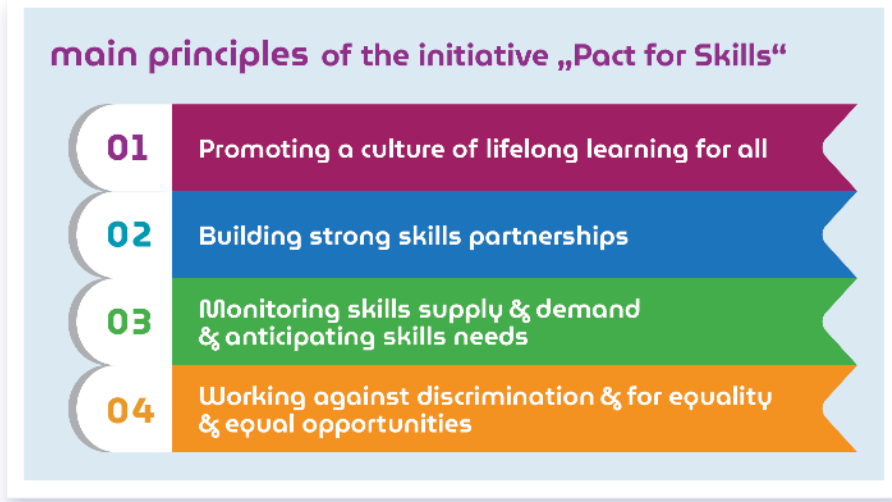 main principles of the initiative „Pact for Skills“
01
Promoting a culture of lifelong learning for all
02
Building strong skills partnerships
03
Monitoring skills supply & demand
& anticipating skills needs
04
Working against discrimination & for equality
& equal opportunities